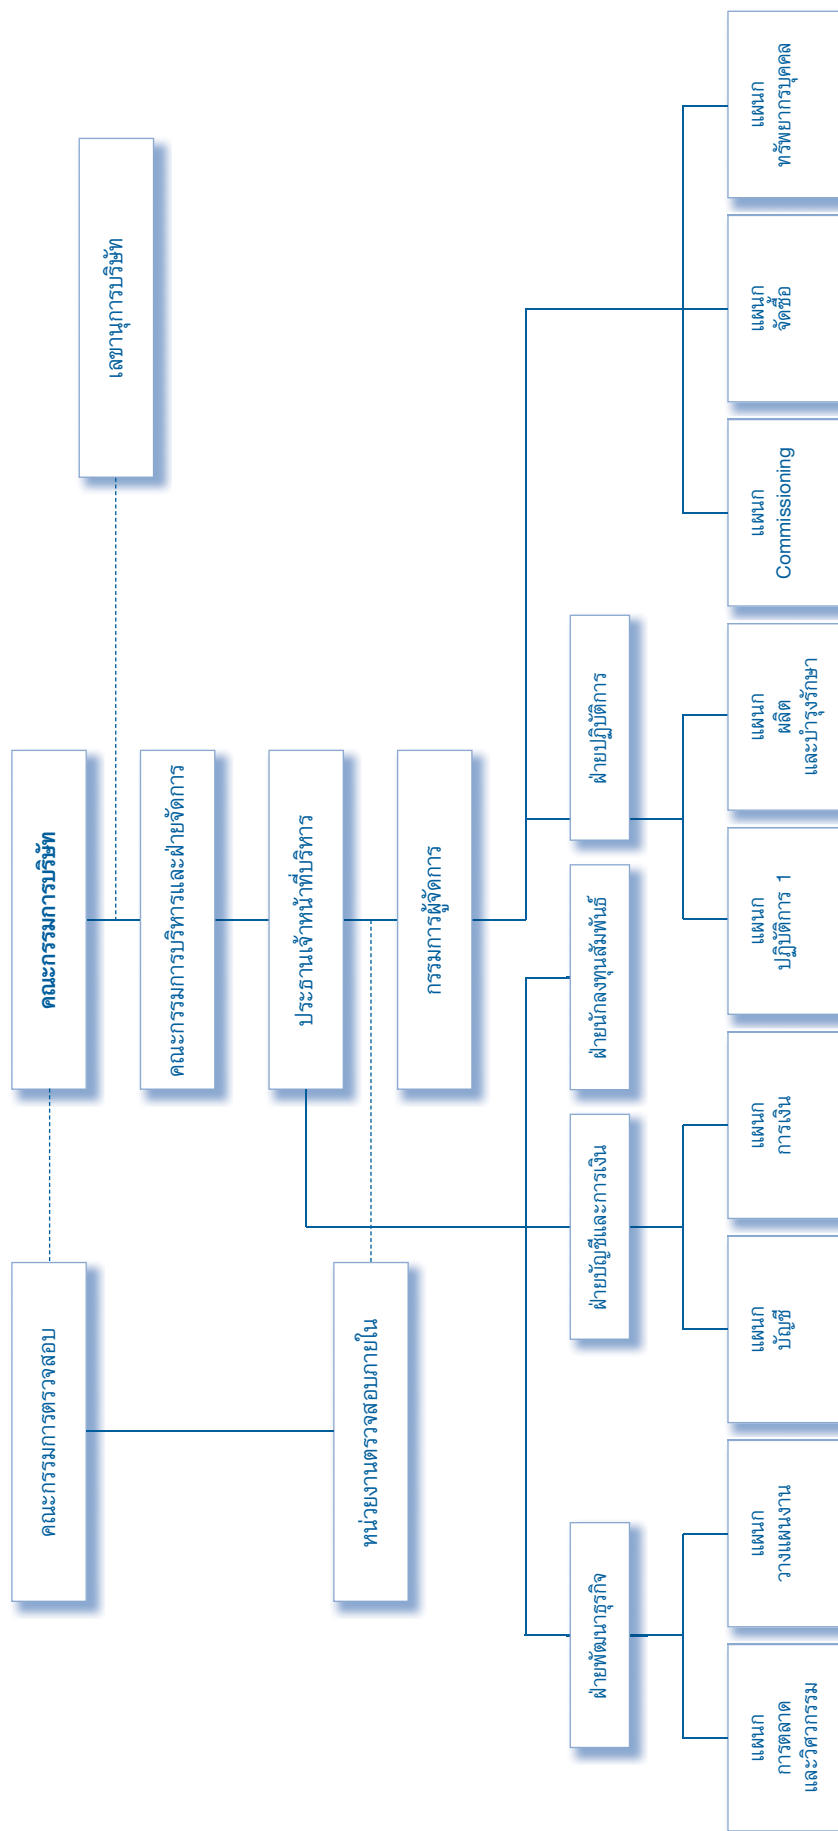 คณะกรรมการตรวจสอบ
คณะกรรมการบริษัท
เลขานุการบริษัท
คณะกรรมการบริหารและฝ่ายจัดการ
ประธานเจ้าหน้าที่บริหาร
หน่วยงานตรวจสอบภายใน
กรรมการผู้จัดการ
ฝ่ายพัฒนาธุรกิจ
ฝ่ายบัญชีและการเงิน
ฝ่ายนักลงทุนสัมพันธ์
ฝ่ายปฏิบัติการ
แผนก
การตลาด
และวิศวกรรม
แผนก
วางแผนงาน
แผนก
บัญชี
แผนก
การเงิน
แผนก
ปฏิบัติการ 1
แผนก
ผลิต
และบำรุงรักษา
แผนก
Commissioning
แผนก
จัดซื้อ
แผนก
ทรัพยากรบุคคล